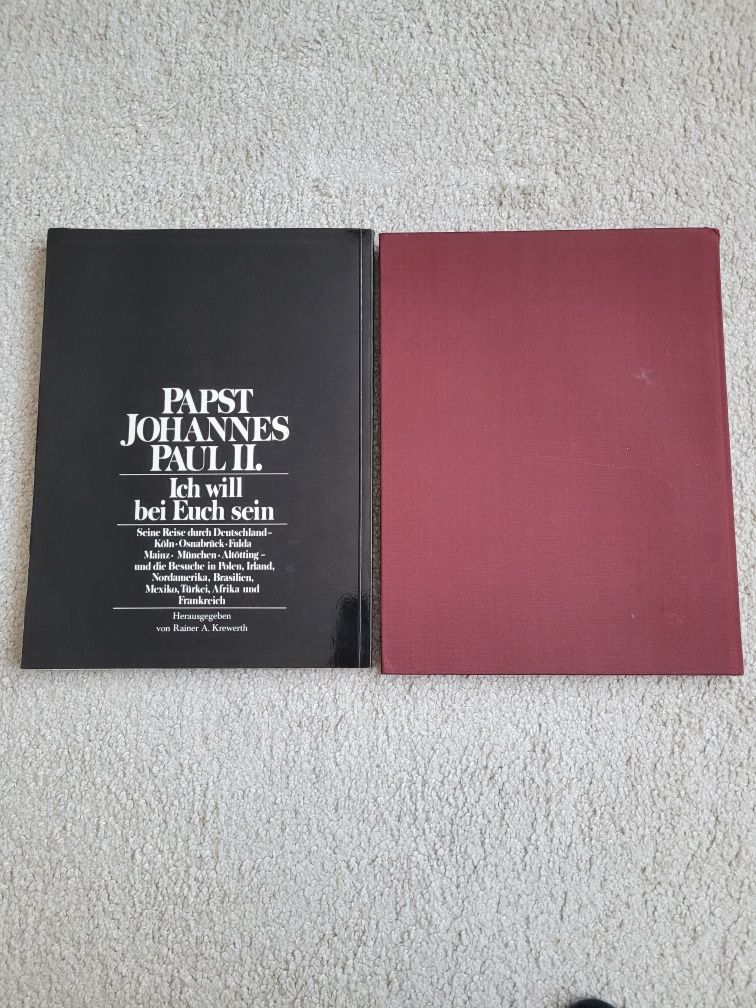 PAPST
JOHANNES
PAUL II.
Ich will
bei Euch sein
Seine Reise durch Deutschland –
Köln · Osnabrück · Fulda
Mainz · München · Altötting –
und die Besuche in Polen, Irland,
Nordamerika, Brasilien,
Mexiko, Türkei, Afrika und
Frankreich
Herausgegeben
von Rainer A. Krewerth